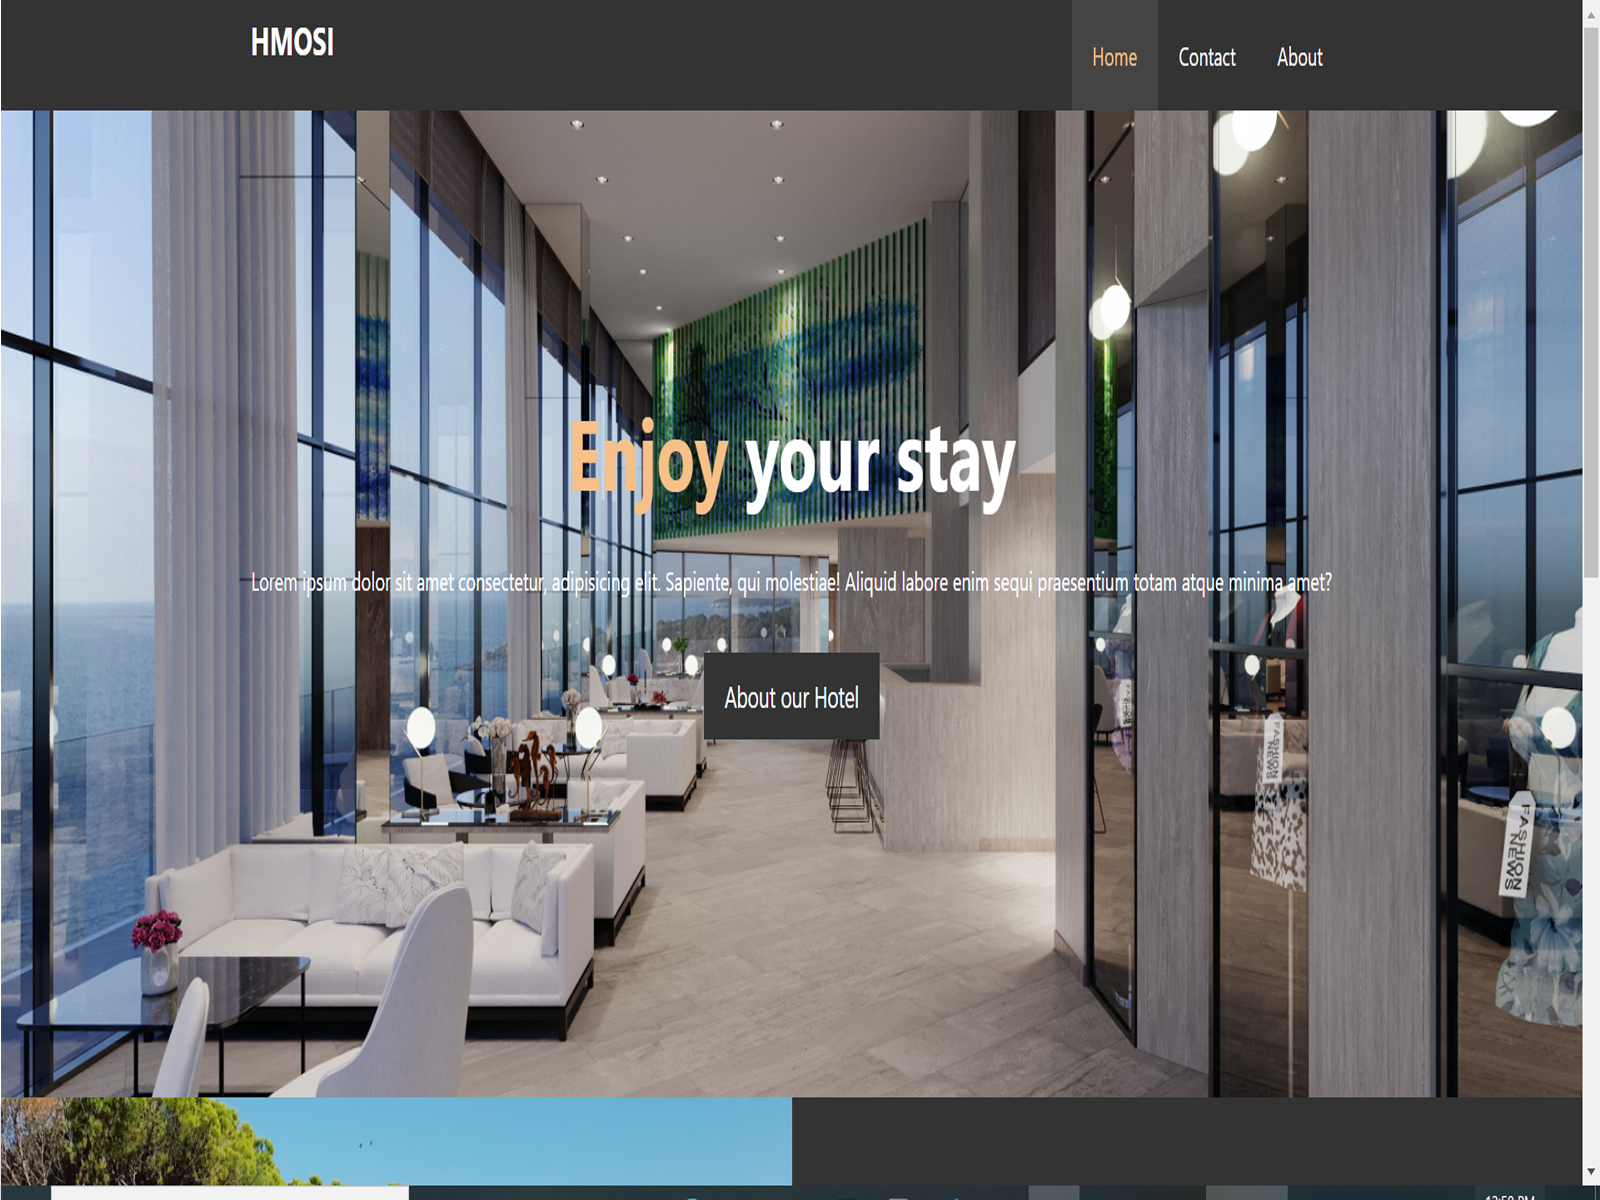 HMOSI
Home Contact About
Enjoy your stay
Lorem ipsum dolor sit amet consectetur, adipisicing elit. Sapiente, qui molestiae! Aliquid labore enim sequi praesentium totam atque minima amet?
About our Hotel
FASHION
NEWS
FASHION
NEWS